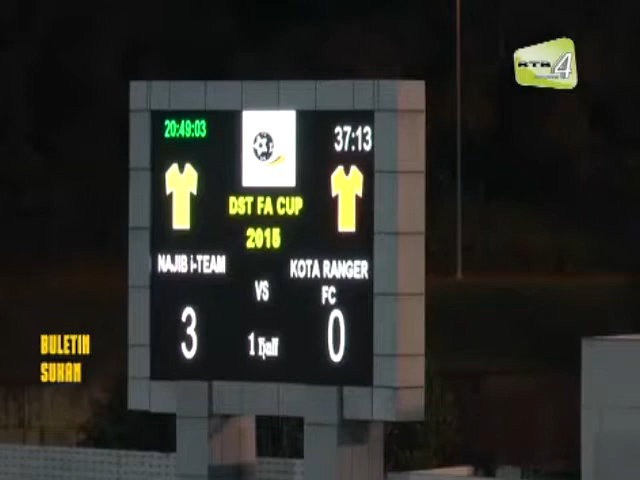 RTB 4
20:49:03
37:13
DST FA CUP
2015
NAJIB i-TEAM
VS
KOTA RANGER
FC
3
1 half
0
BULETIN
SUKAN